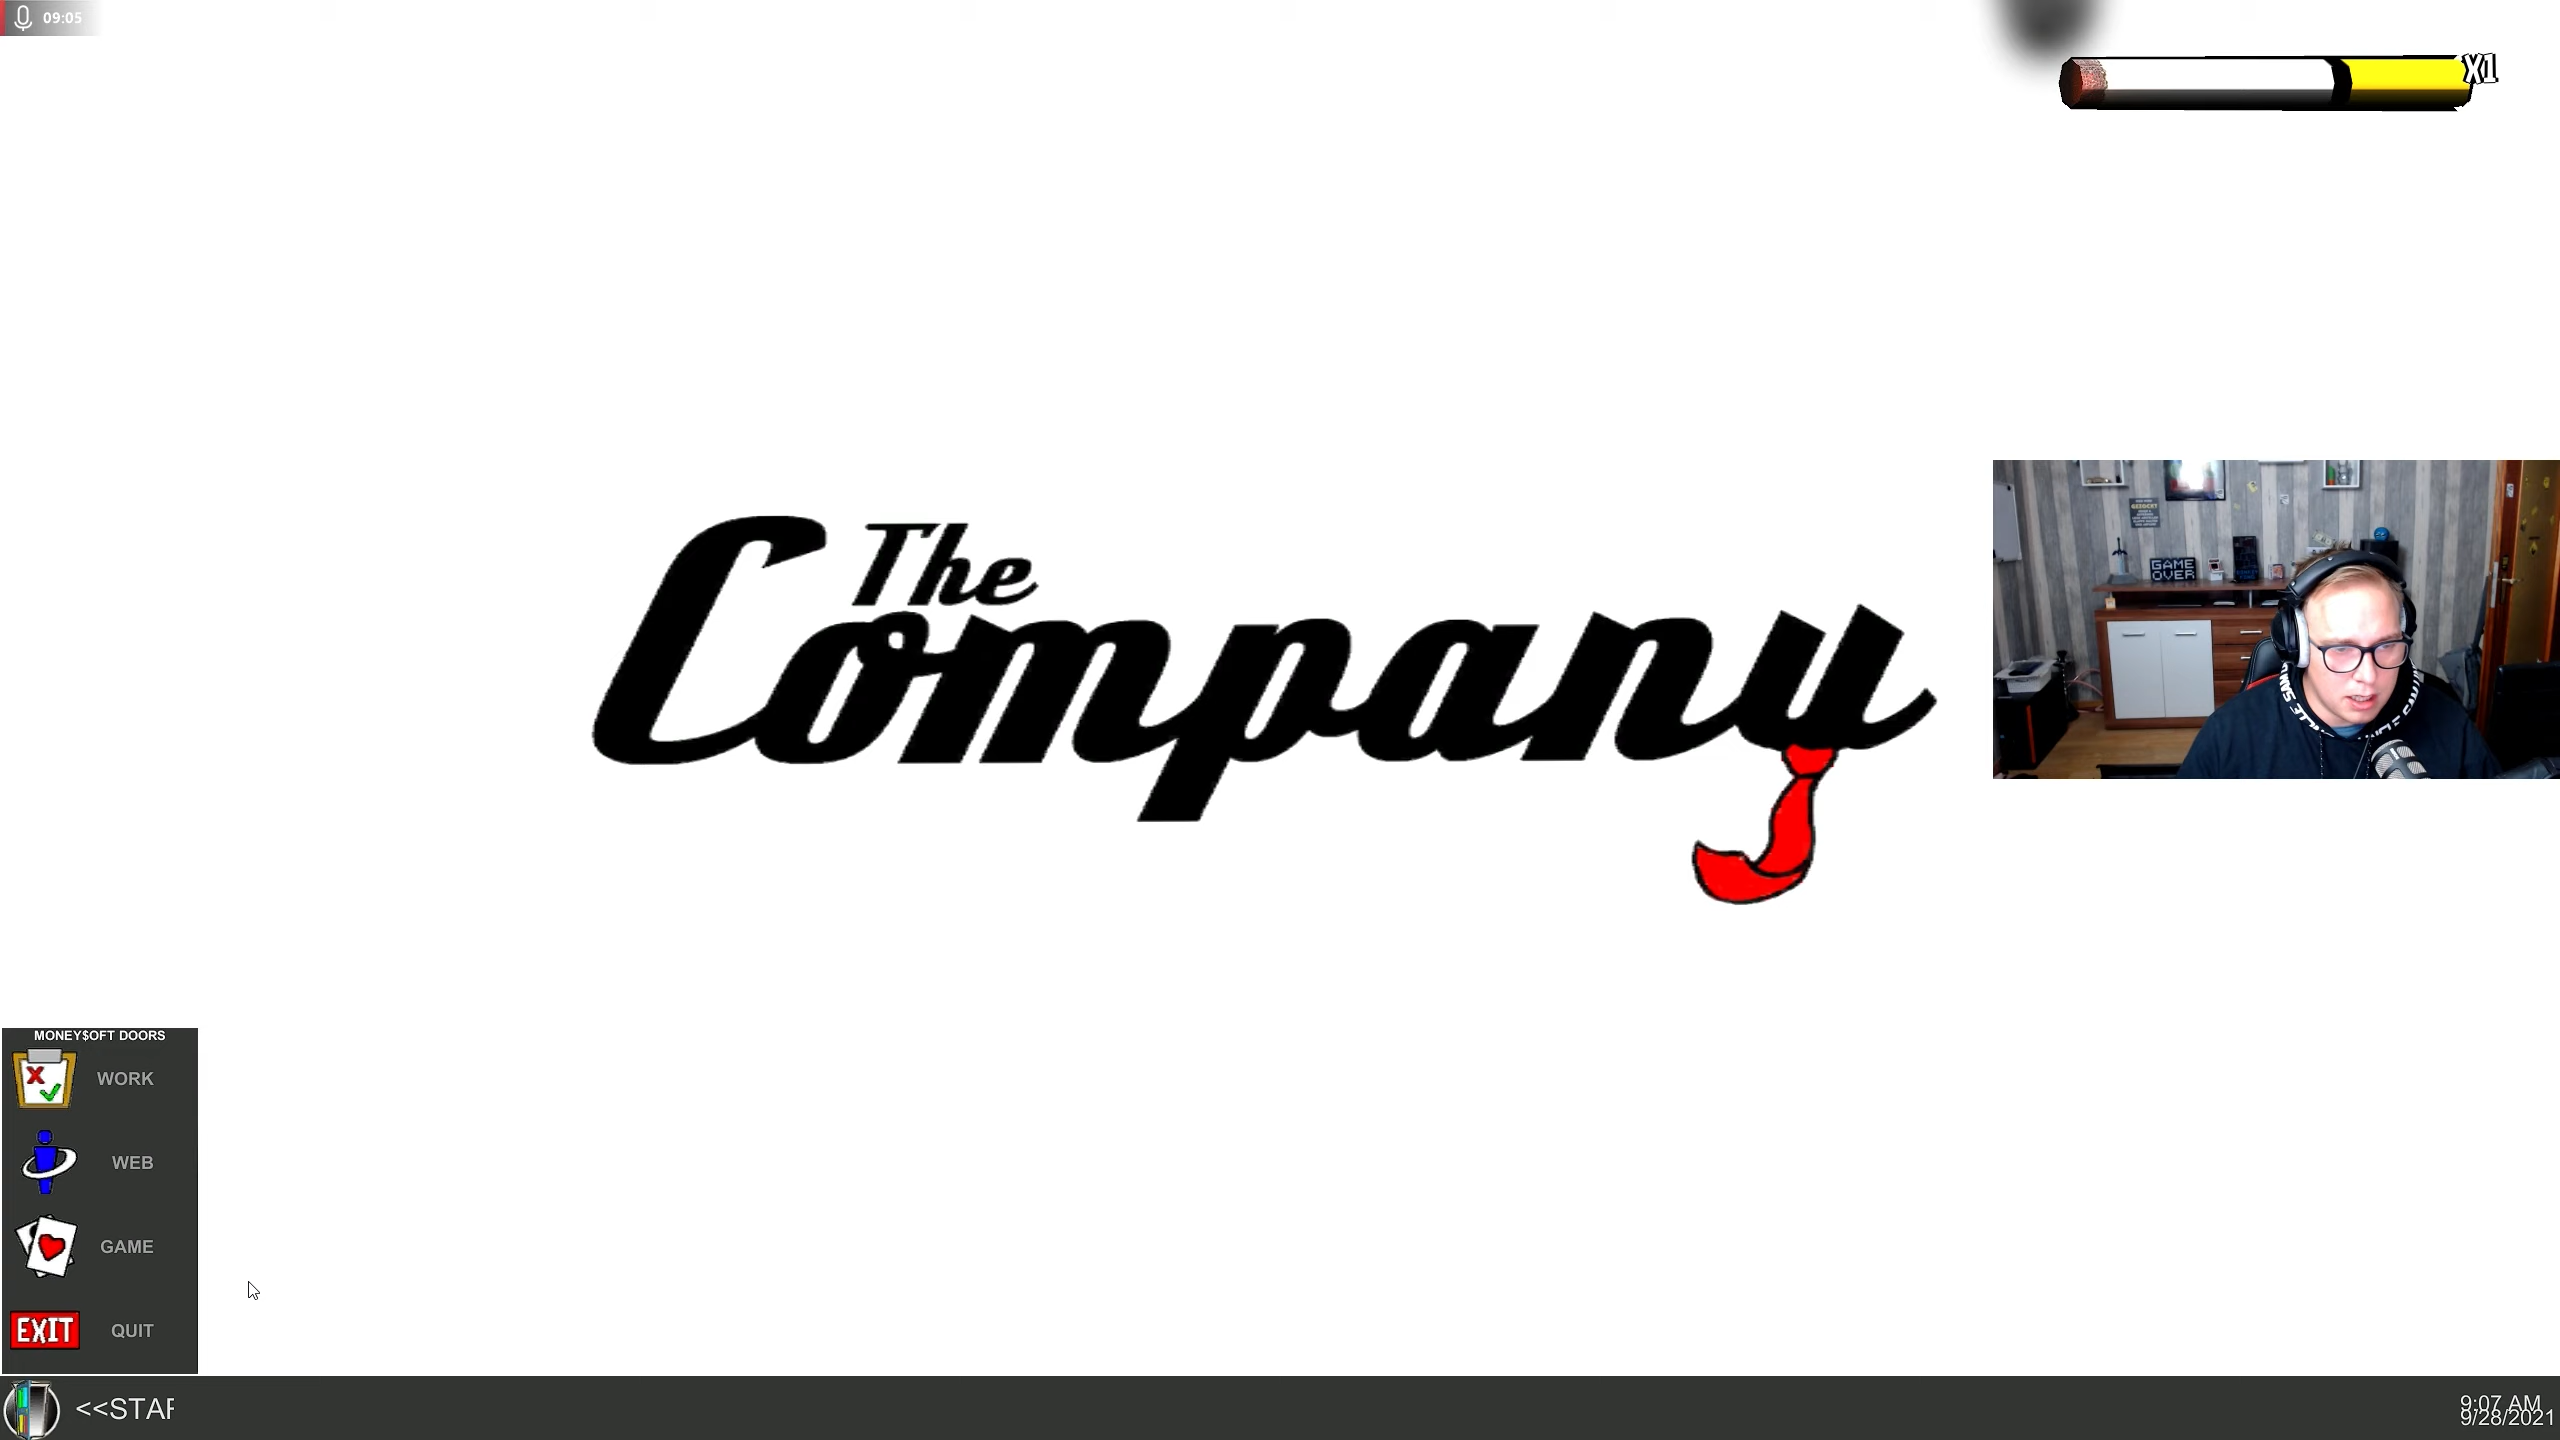 09:05
X1
The
Company
GAME
OVER
MONEY$OFT DOORS
WORK
WEB
GAME
EXIT
QUIT
<<STAR
9:07 AM
9/28/2021